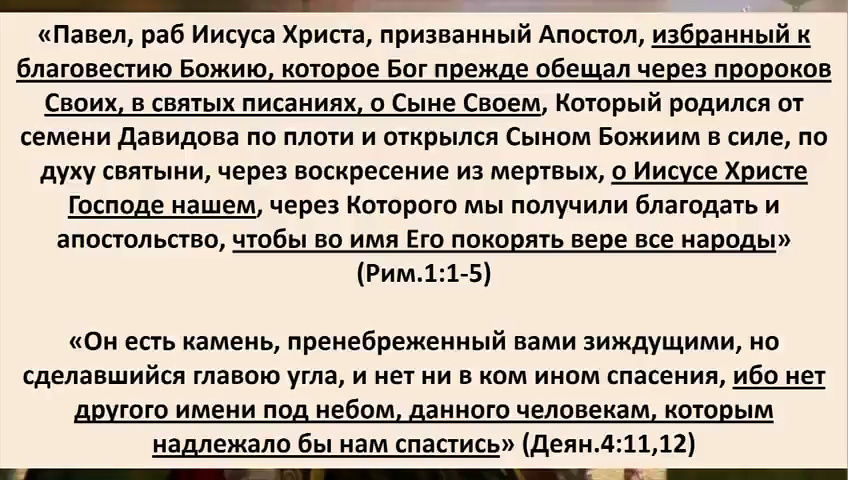 «Павел, раб Иисуса Христа, призванный Апостол, избранный к
благовестию Божию, которое Бог прежде обещал через пророков
Своих, в святых писаниях, о Сыне Своем, Который родился от
семени Давидова по плоти и открылся Сыном Божиим в силе, по
духу святыни, через воскресение из мертвых, о Иисусе Христе
Господе нашем, через Которого мы получили благодать и
апостольство, чтобы во имя Его покорять вере все народы»
(Рим.1:1-5)
«Он есть камень, пренебреженный вами зиждущими, но
сделавшийся главою угла, и нет ни в ком ином спасения, ибо нет
другого имени под небом, данного человекам, которым
надлежало бы нам спастись» (Деян.4:11,12)